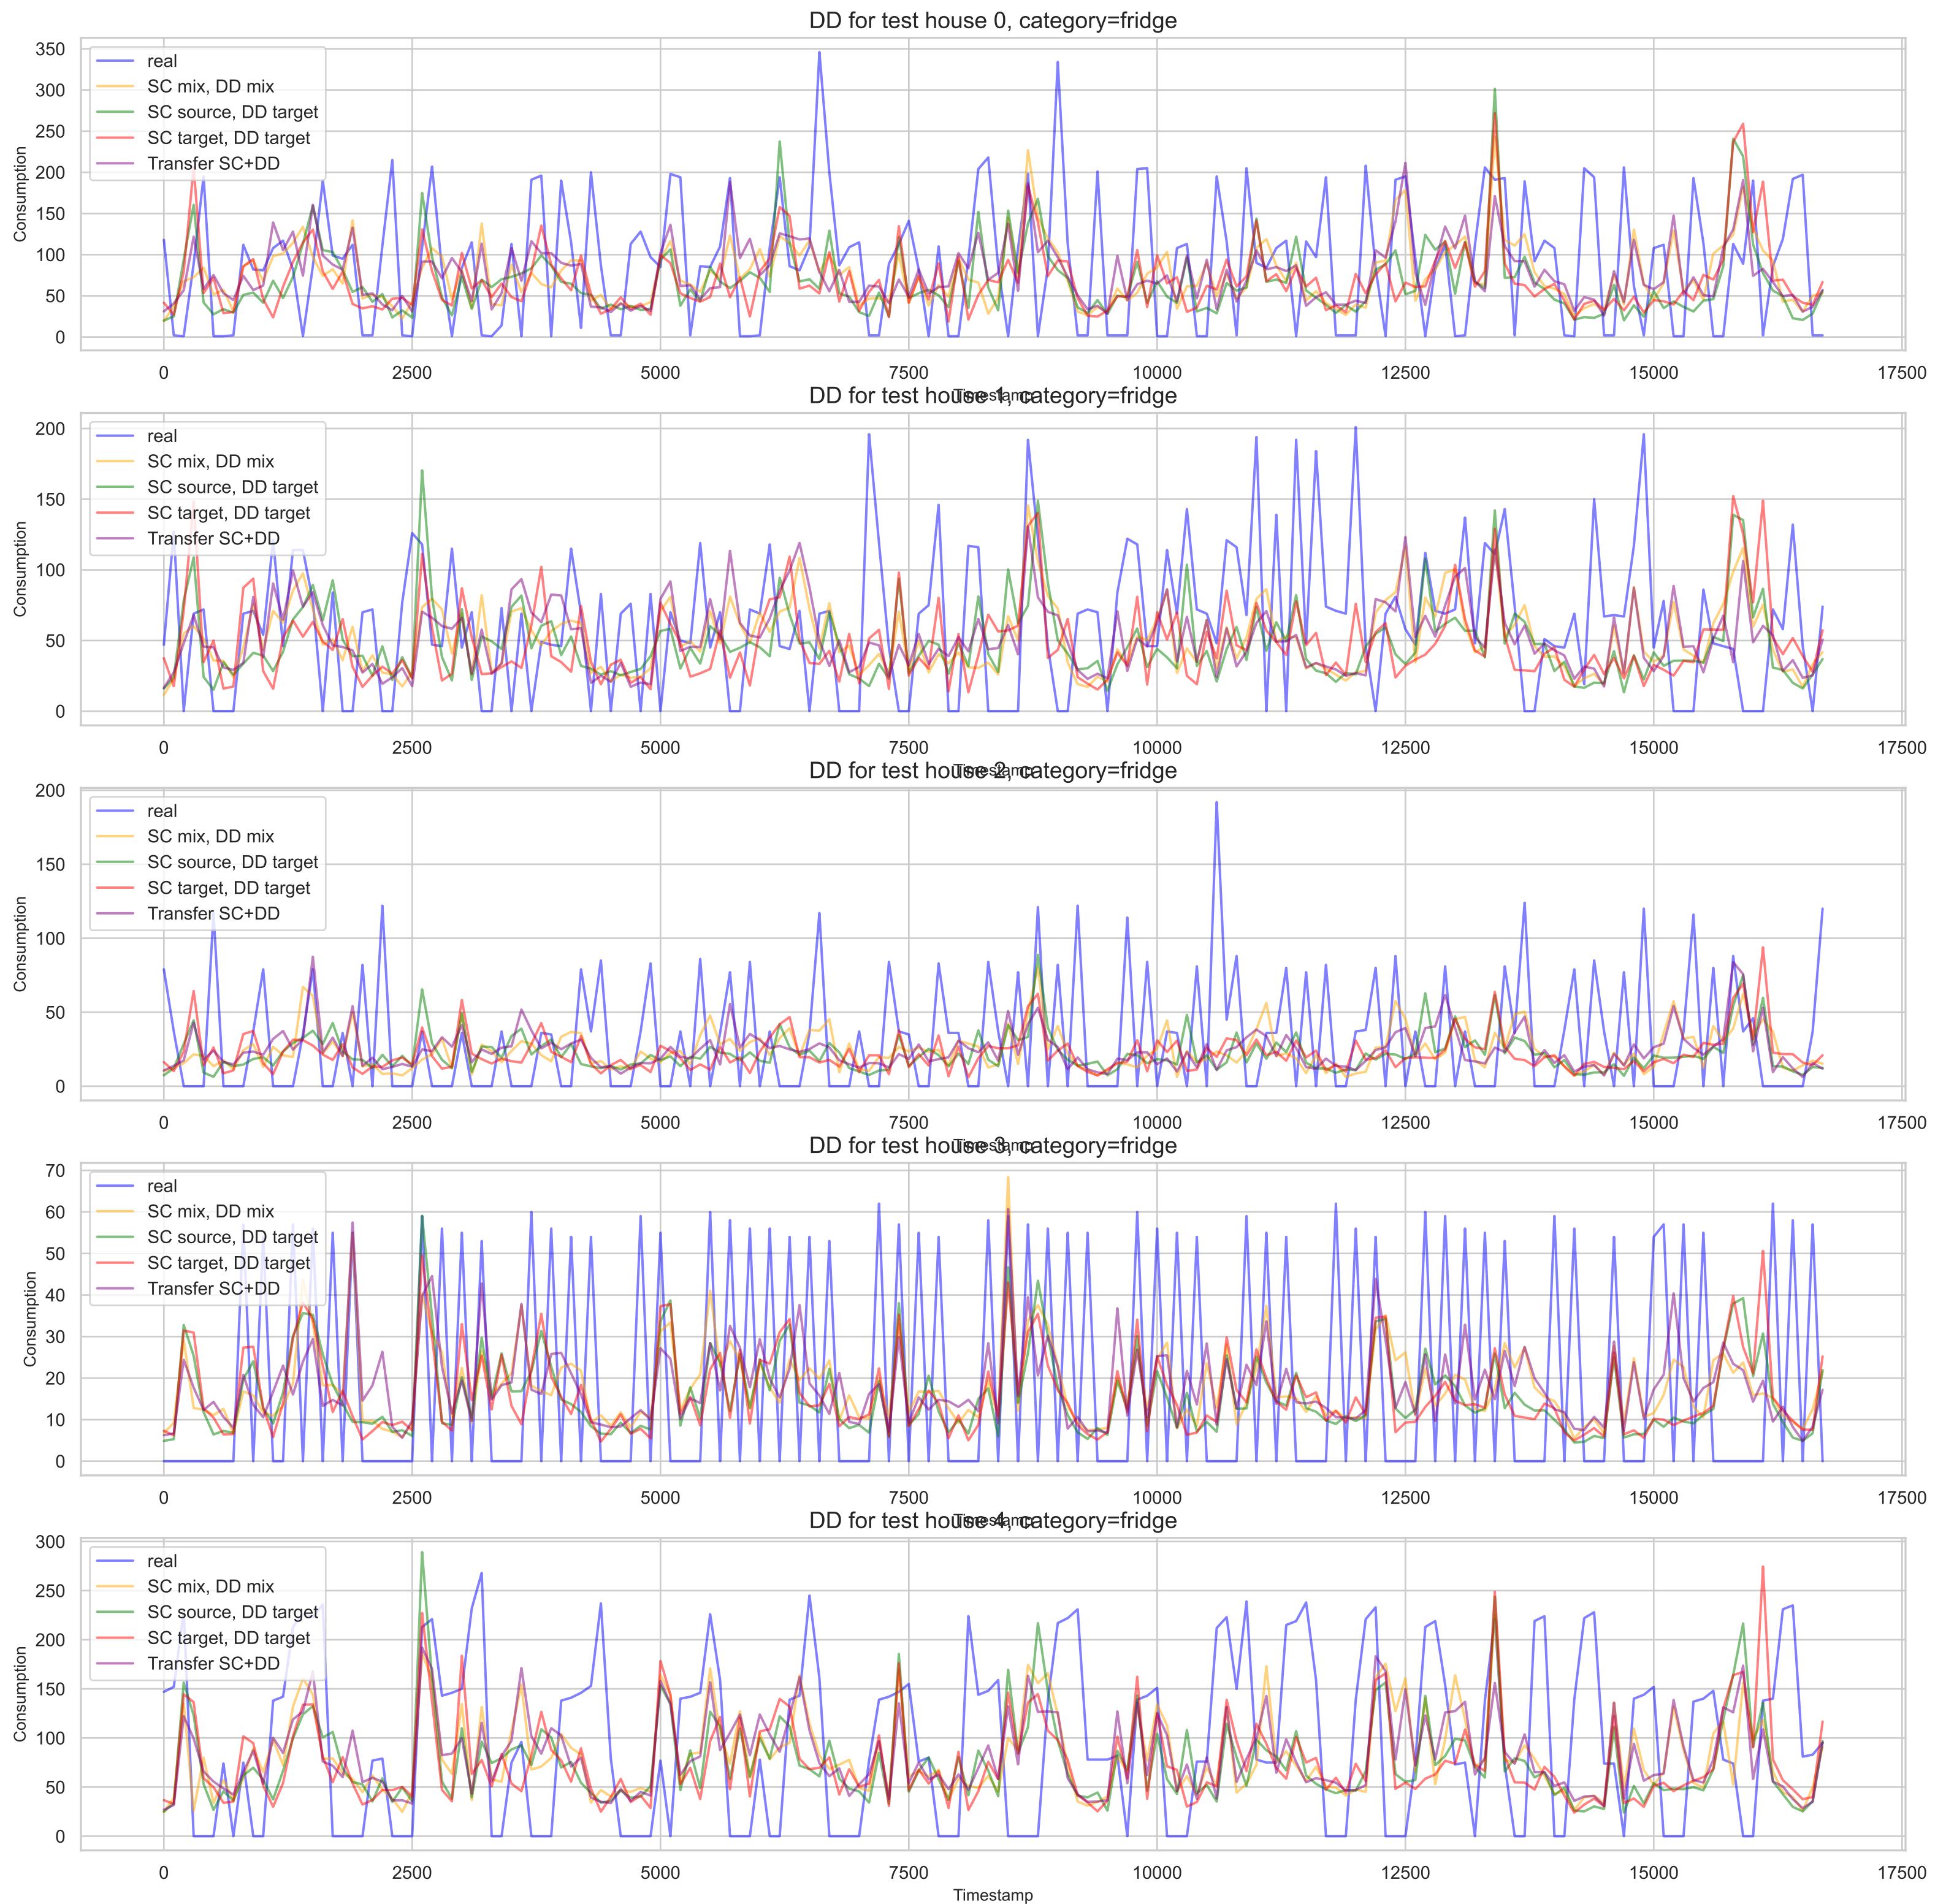 DD for test house 0, category=fridge
350
300
250
200
150
100
50
0
Consumption
real
SC mix, DD mix
SC source, DD target
SC target, DD target
Transfer SC+DD
0 2500 5000 7500 10000 12500 15000 17500
Timestamp
DD for test house 1, category=fridge
200
150
100
50
0
Consumption
real
SC mix, DD mix
SC source, DD target
SC target, DD target
Transfer SC+DD
0 2500 5000 7500 10000 12500 15000 17500
Timestamp
DD for test house 2, category=fridge
200
150
100
50
0
Consumption
real
SC mix, DD mix
SC source, DD target
SC target, DD target
Transfer SC+DD
0 2500 5000 7500 10000 12500 15000 17500
Timestamp
DD for test house 3, category=fridge
70
60
50
40
30
20
10
0
Consumption
real
SC mix, DD mix
SC source, DD target
SC target, DD target
Transfer SC+DD
0 2500 5000 7500 10000 12500 15000 17500
Timestamp
DD for test house 4, category=fridge
300
250
200
150
100
50
0
Consumption
real
SC mix, DD mix
SC source, DD target
SC target, DD target
Transfer SC+DD
0 2500 5000 7500 10000 12500 15000 17500
Timestamp